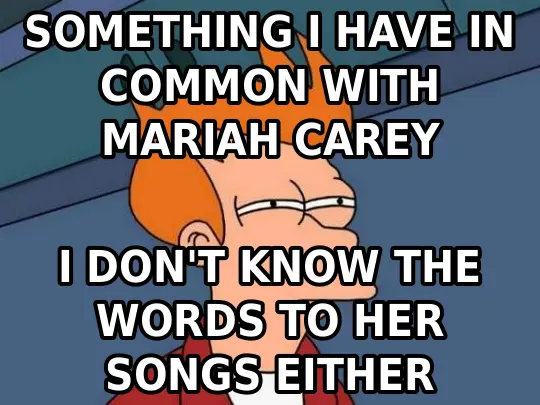 SOMETHING I HAVE IN
COMMON WITH
MARIAH CAREY
I DON'T KNOW THE
WORDS TO HER
SONGS EITHER